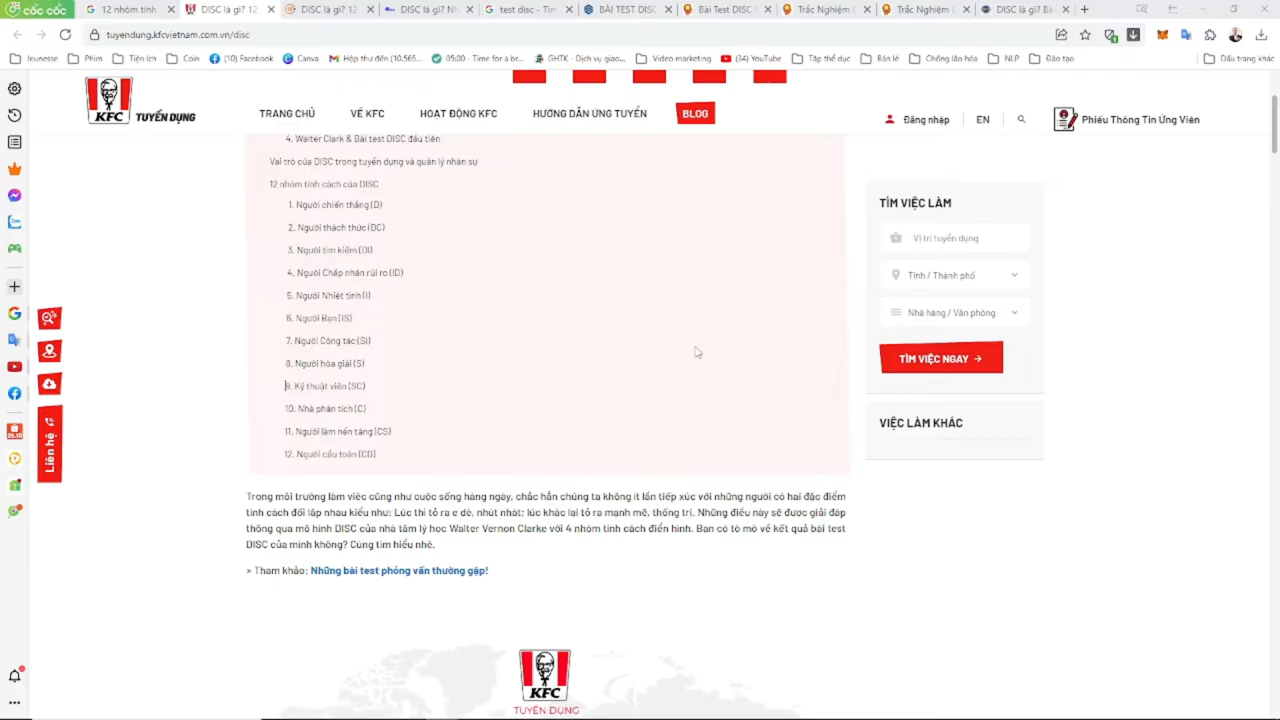 cốc cốc
12 nhóm tính
DISC là gì? 12
DISC là gì? 12
DISC là gì? Nh
test disc - Tìm
BÀI TEST DISC
Bài Test DISC
Trắc Nghiệm
Trắc Nghiệm
DISC là gì? Bà
tuyendung.kfcvietnam.com.vn/disc
Jeunesse
Phim
Tiện ích
Coin
(10) Facebook
Canva
Hộp thư đến (10.565...
05:00 - Time for a br...
GHTK - Dịch vụ giao...
Video marketing
(34) YouTube
Tập thể dục
Bán lẻ
Chống lão hóa
NLP
Đào tạo
Dấu trang khác
KFC
TUYỂN DỤNG
TRANG CHỦ
VỀ KFC
HOẠT ĐỘNG KFC
HƯỚNG DẪN ỨNG TUYỂN
BLOG
Đăng nhập
EN
Phiếu Thông Tin Ứng Viên
4. Walter Clark & Bài test DISC đầu tiên
Vai trò của DISC trong tuyển dụng và quản lý nhân sự
12 nhóm tính cách của DISC
1. Người chiến thắng (D)
2. Người thách thức (DC)
3. Người tìm kiếm (DI)
4. Người Chấp nhân rủi ro (ID)
5. Người Nhiệt tình (I)
6. Người Bạn (IS)
7. Người Công tác (SI)
8. Người hòa giải (S)
9. Kỹ thuật viên (SC)
10. Nhà phân tích (C)
11. Người làm nền tảng (CS)
12. Người cầu toàn (CD)
TÌM VIỆC LÀM
Vị trí tuyển dụng
Tỉnh / Thành phố
Nhà hàng / Văn phòng
TÌM VIỆC NGAY →
VIỆC LÀM KHÁC
Liên hệ
Trong môi trường làm việc cũng như cuộc sống hàng ngày, chắc hẳn chúng ta không ít lần tiếp xúc với những người có hai đặc điểm
tính cách đối lập nhau kiểu như: Lúc thì tỏ ra e dè, nhút nhát; lúc khác lại tỏ ra mạnh mẽ, thống trị. Những điều này sẽ được giải đáp
thông qua mô hình DISC của nhà tâm lý học Walter Vernon Clarke với 4 nhóm tính cách điển hình. Bạn có tò mò về kết quả bài test
DISC của mình không? Cùng tìm hiểu nhé.
» Tham khảo: Những bài test phỏng vấn thường gặp!
KFC
TUYỂN DỤNG